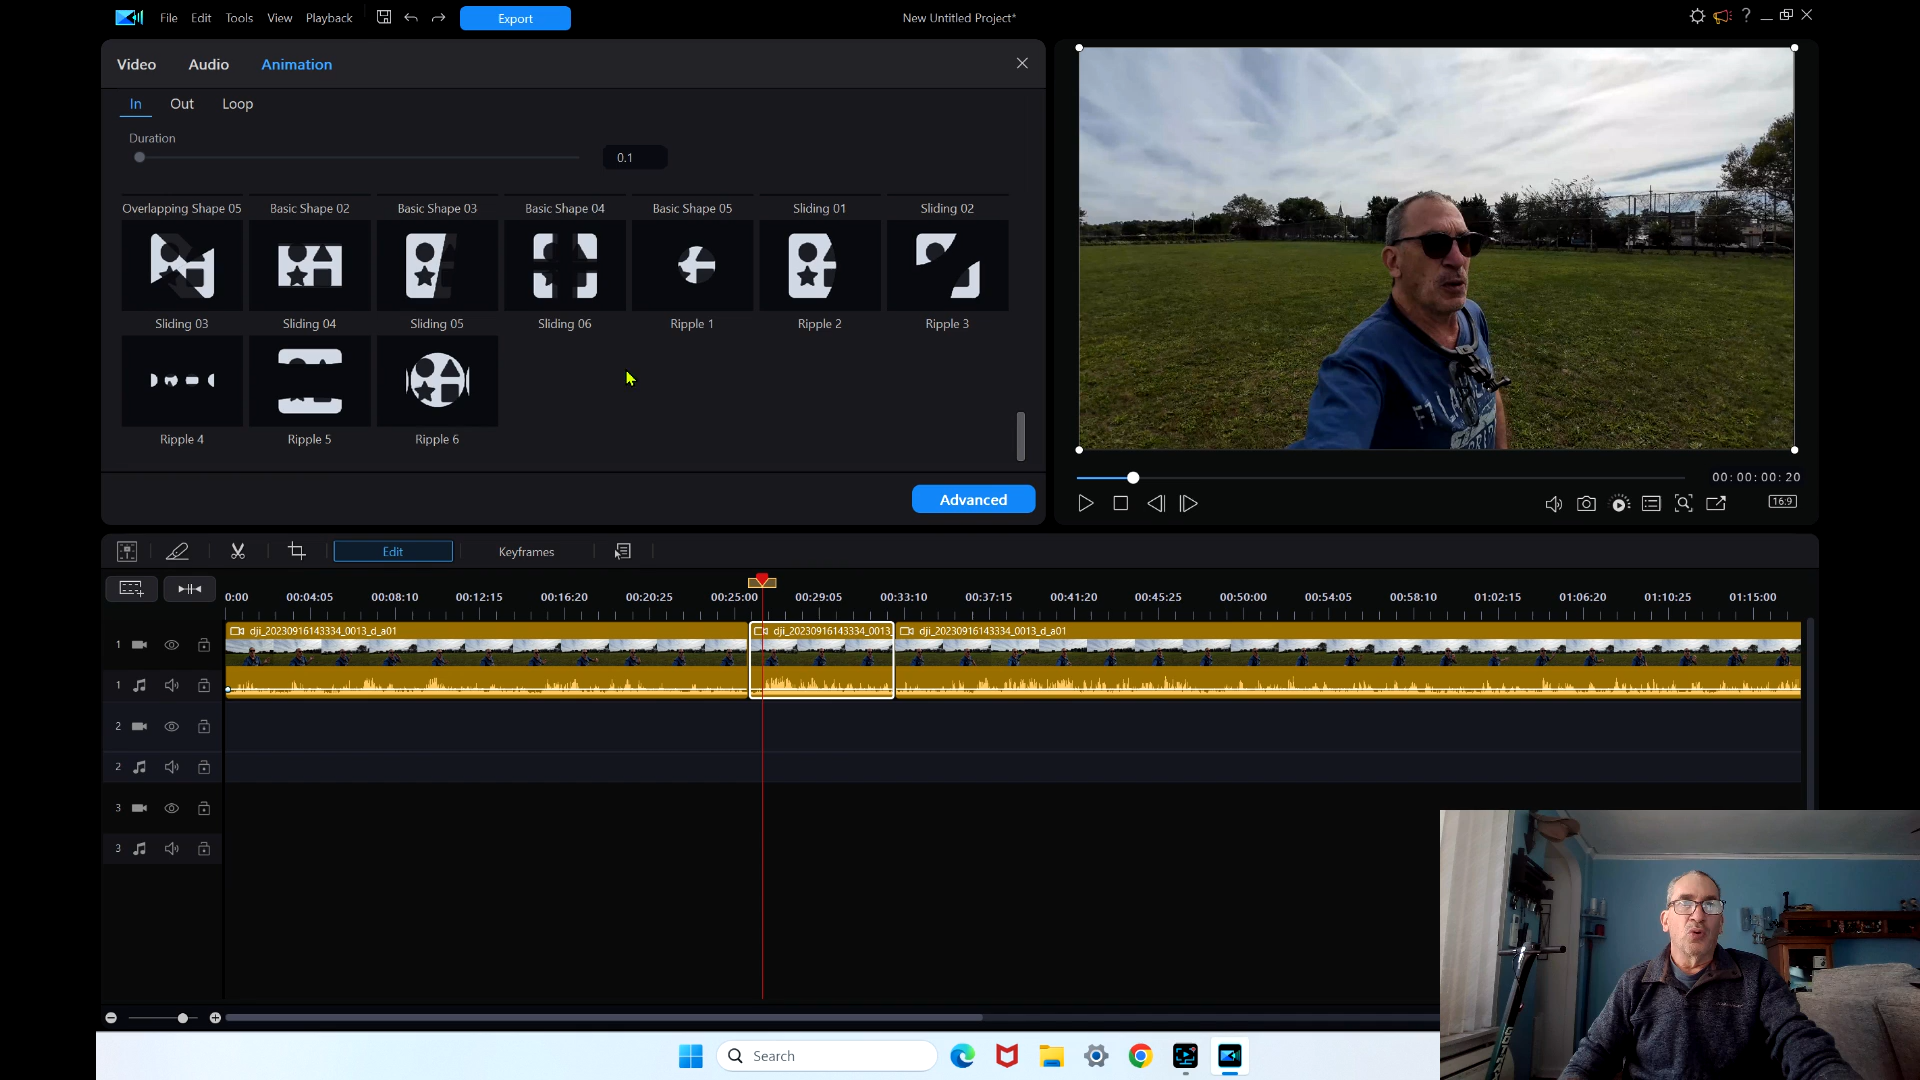 File Edit Tools View Playback Export New Untitled Project*
Video Audio Animation
In Out Loop
Duration
0.1
Overlapping Shape 05 Basic Shape 02 Basic Shape 03 Basic Shape 04 Basic Shape 05 Sliding 01 Sliding 02
Sliding 03 Sliding 04 Sliding 05 Sliding 06 Ripple 1 Ripple 2 Ripple 3
Ripple 4 Ripple 5 Ripple 6
Advanced
00:00:00:20
16:9
Edit Keyframes
0:00 00:04:05 00:08:10 00:12:15 00:16:20 00:20:25 00:25:00 00:29:05 00:33:10 00:37:15 00:41:20 00:45:25 00:50:00 00:54:05 00:58:10 01:02:15 01:06:20 01:10:25 01:15:00
dji_20230916143334_0013_d_a01 dji_20230916143334_0013_ dji_20230916143334_0013_d_a01
1
1
2
2
3
3
Search